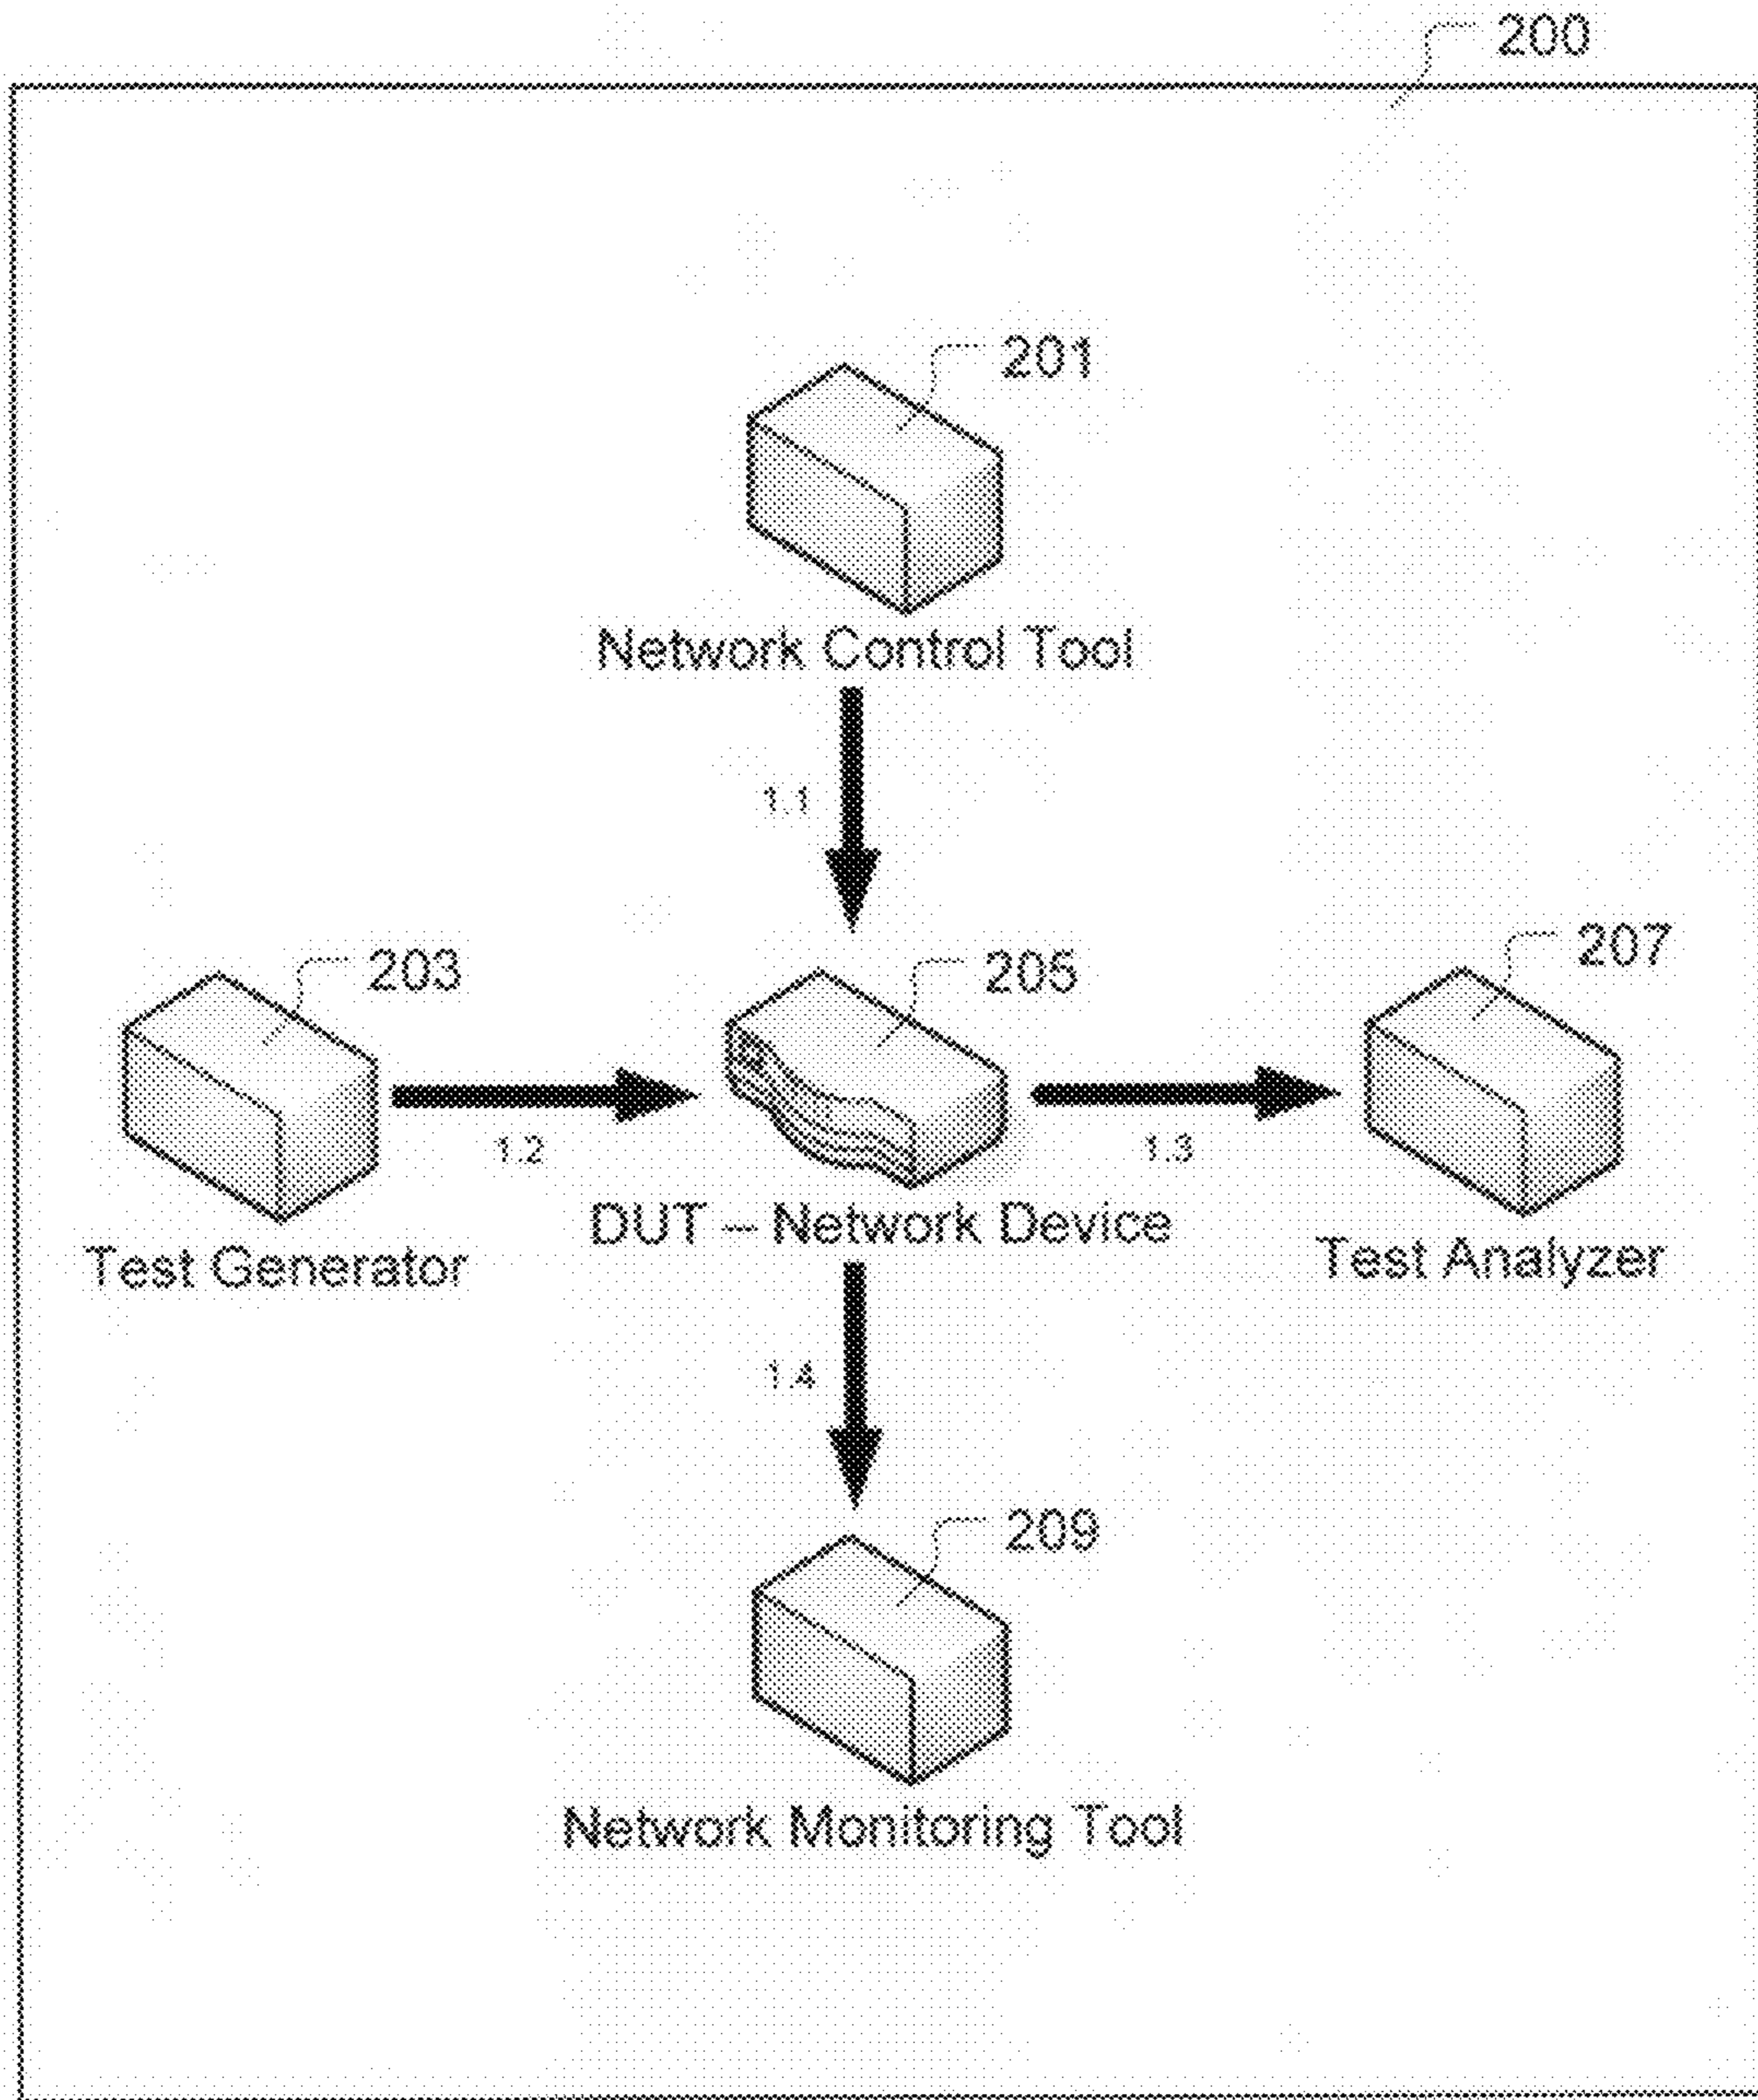 200
201
Network Control Tool
1.1
203
205
207
1.2
1.3
DUT – Network Device
Test Generator
Test Analyzer
1.4
209
Network Monitoring Tool